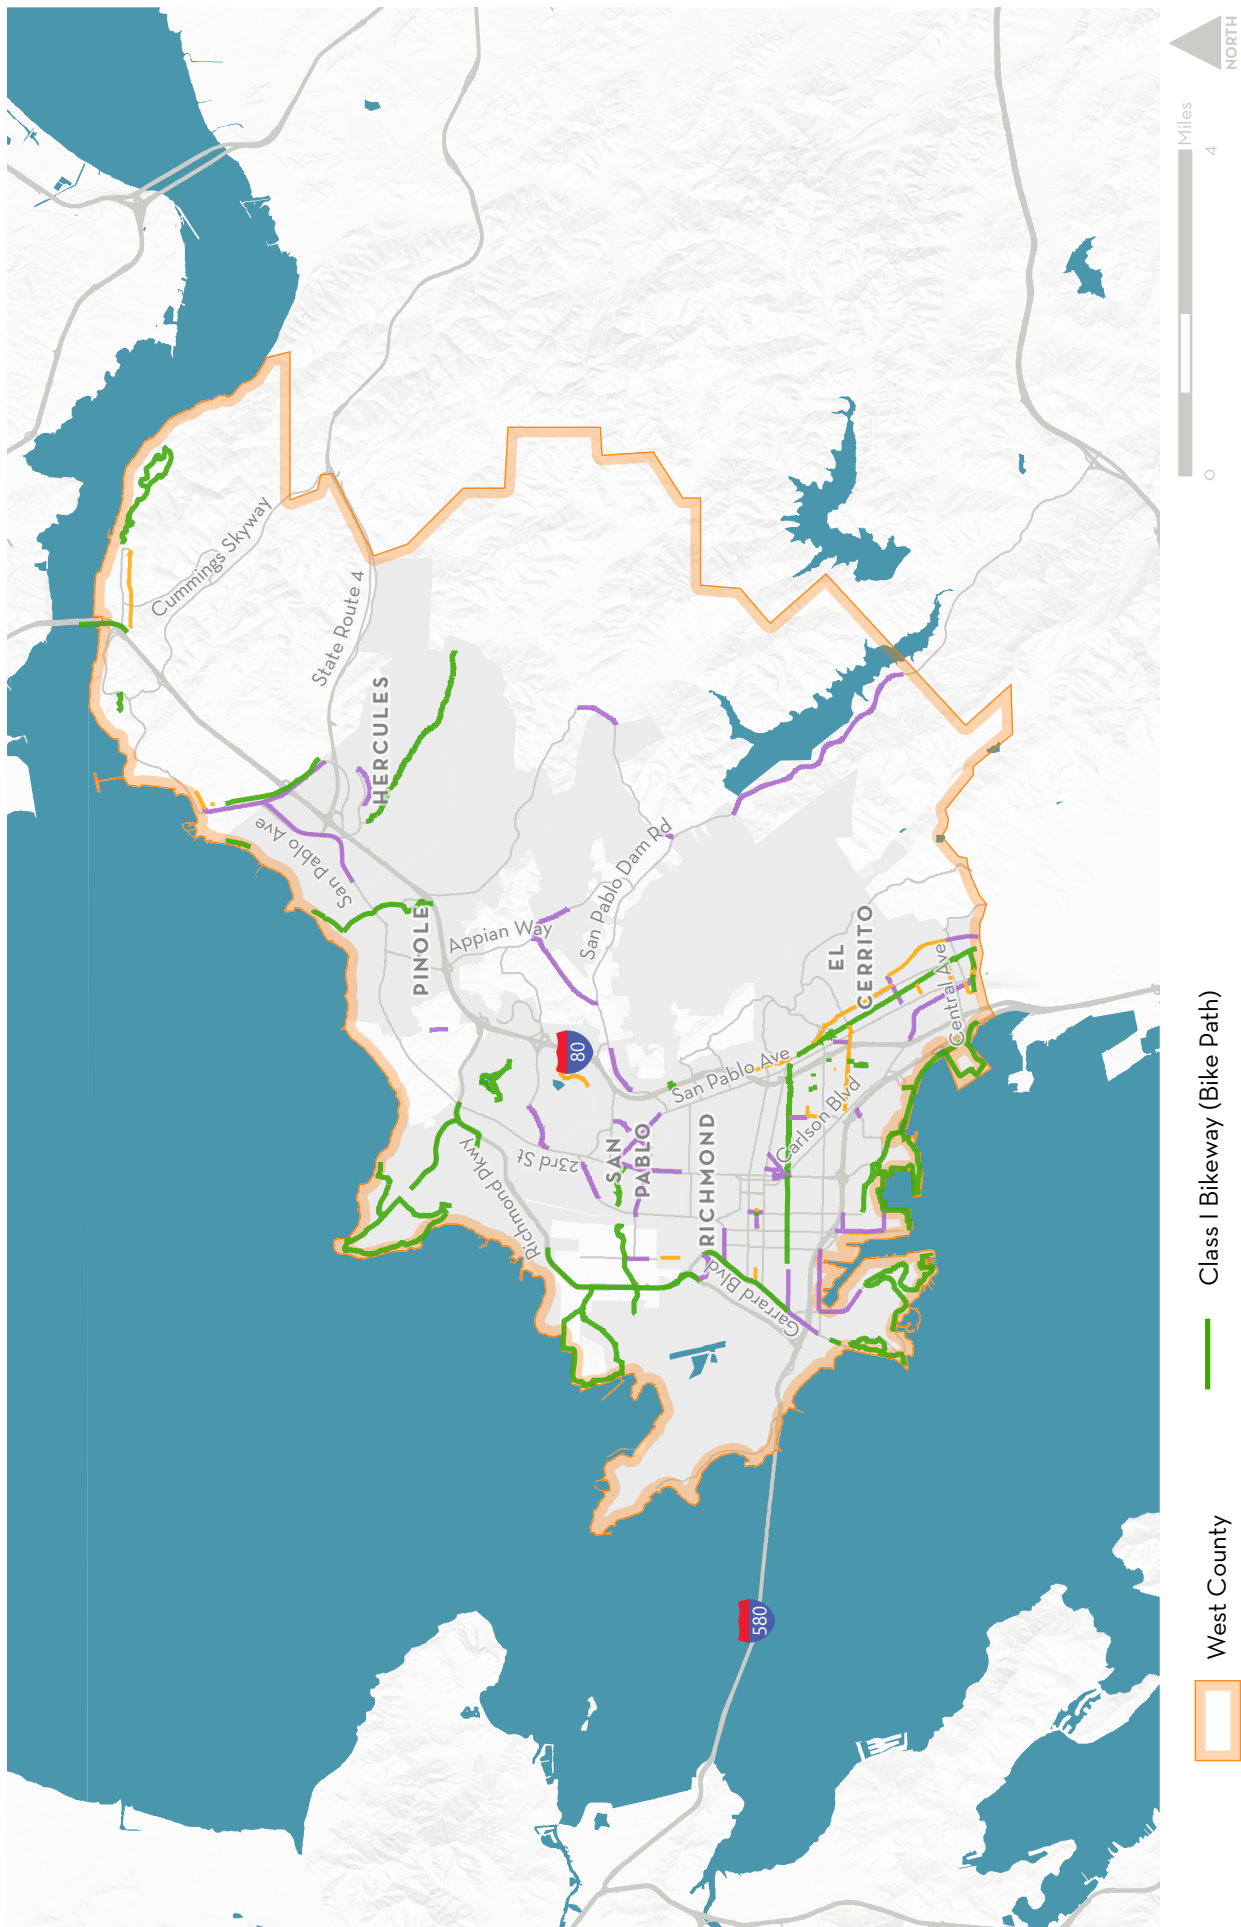 Cummings Skyway
State Route 4
HERCULES
San Pablo Ave
PINOLE
Appian Way
San Pablo Dam Rd
80
EL
CERRITO
Central Ave
San Pablo Ave
Carlson Blvd
SAN
PABLO
23rd St
Richmond Pkwy
RICHMOND
Garrard Blvd
580
West County
Class I Bikeway (Bike Path)
0
4
Miles
NORTH